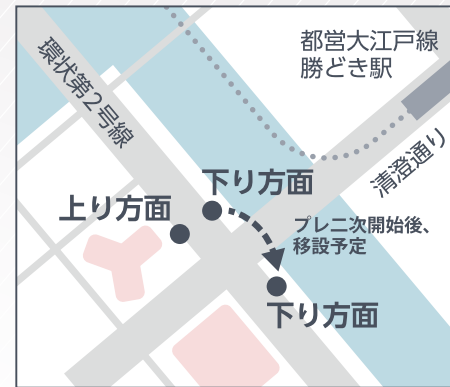 都営大江戸線
勝どき駅
環状第2号線
清澄通り
下り方面
上り方面
プレ二次開始後、
移設予定
下り方面